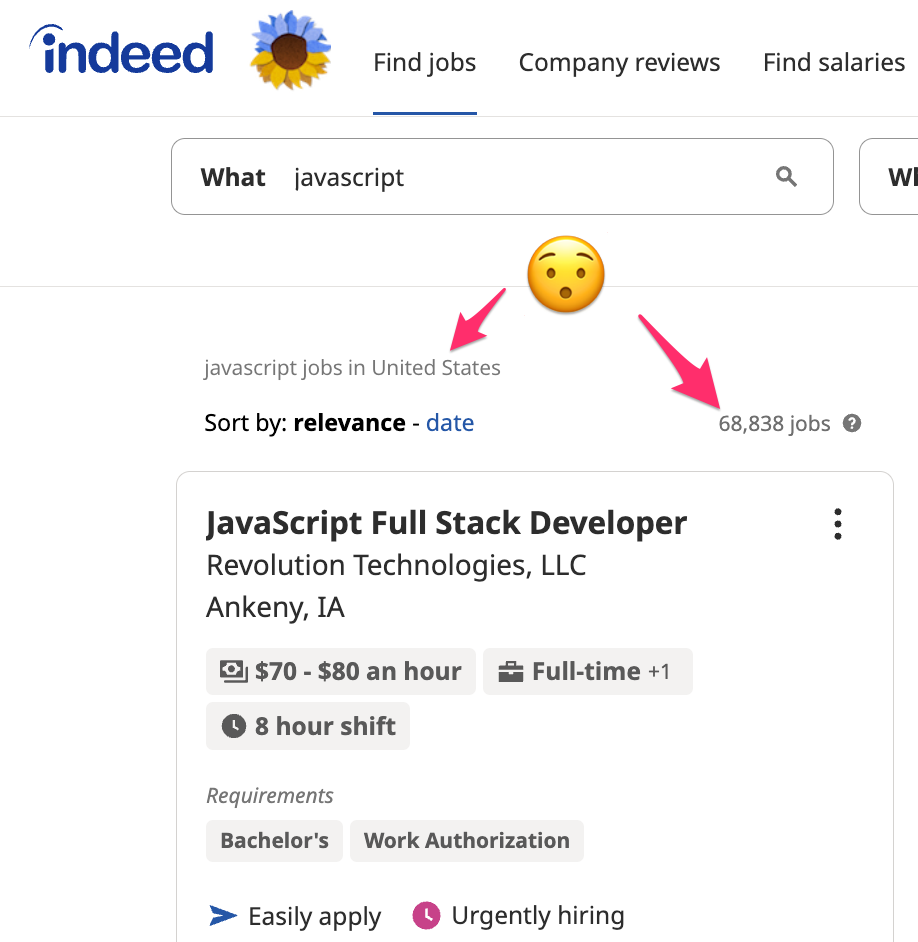 indeed
Find jobs Company reviews Find salaries
What javascript
javascript jobs in United States
Sort by: relevance - date
68,838 jobs ?
JavaScript Full Stack Developer
Revolution Technologies, LLC
Ankeny, IA
$70 - $80 an hour Full-time +1
8 hour shift
Requirements
Bachelor's Work Authorization
Easily apply Urgently hiring